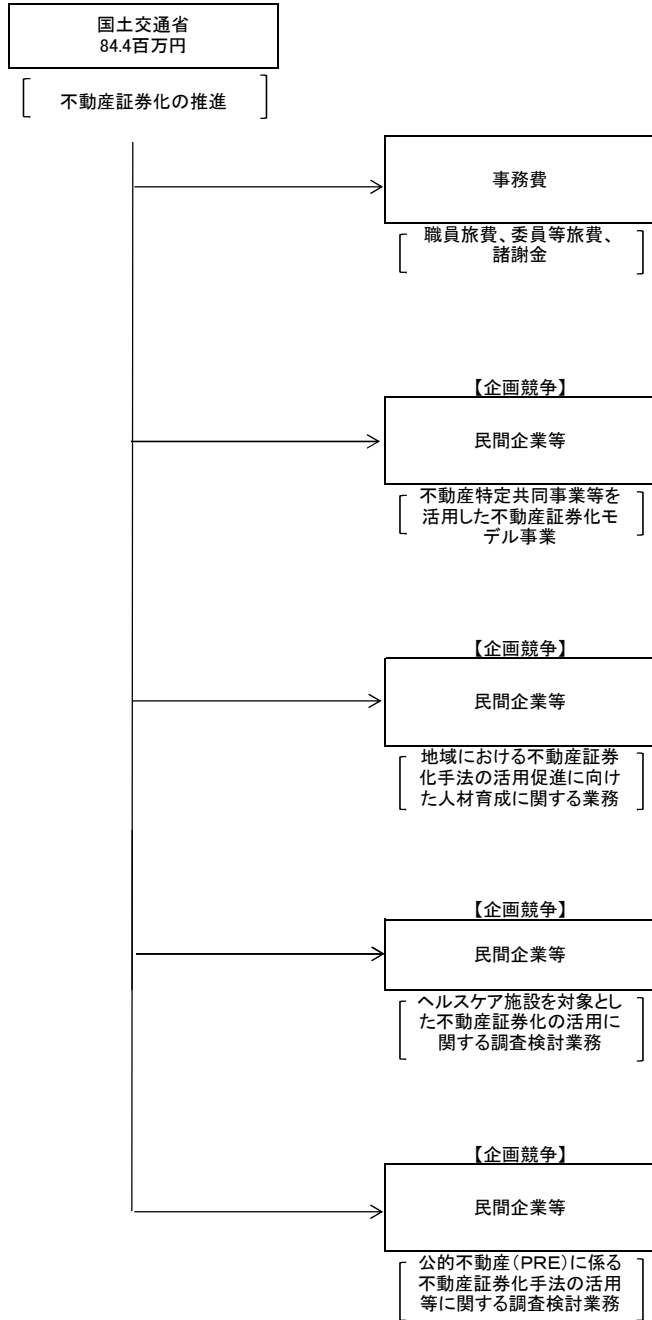 国土交通省
84.4百万円
不動産証券化の推進
事務費
職員旅費、委員等旅費、
諸謝金
【企画競争】
民間企業等
不動産特定共同事業等を
活用した不動産証券化モ
デル事業
【企画競争】
民間企業等
地域における不動産証券
化手法の活用促進に向け
た人材育成に関する業務
【企画競争】
民間企業等
ヘルスケア施設を対象とし
た不動産証券化の活用に
関する調査検討業務
【企画競争】
民間企業等
公的不動産(PRE)に係る
不動産証券化手法の活用
等に関する調査検討業務